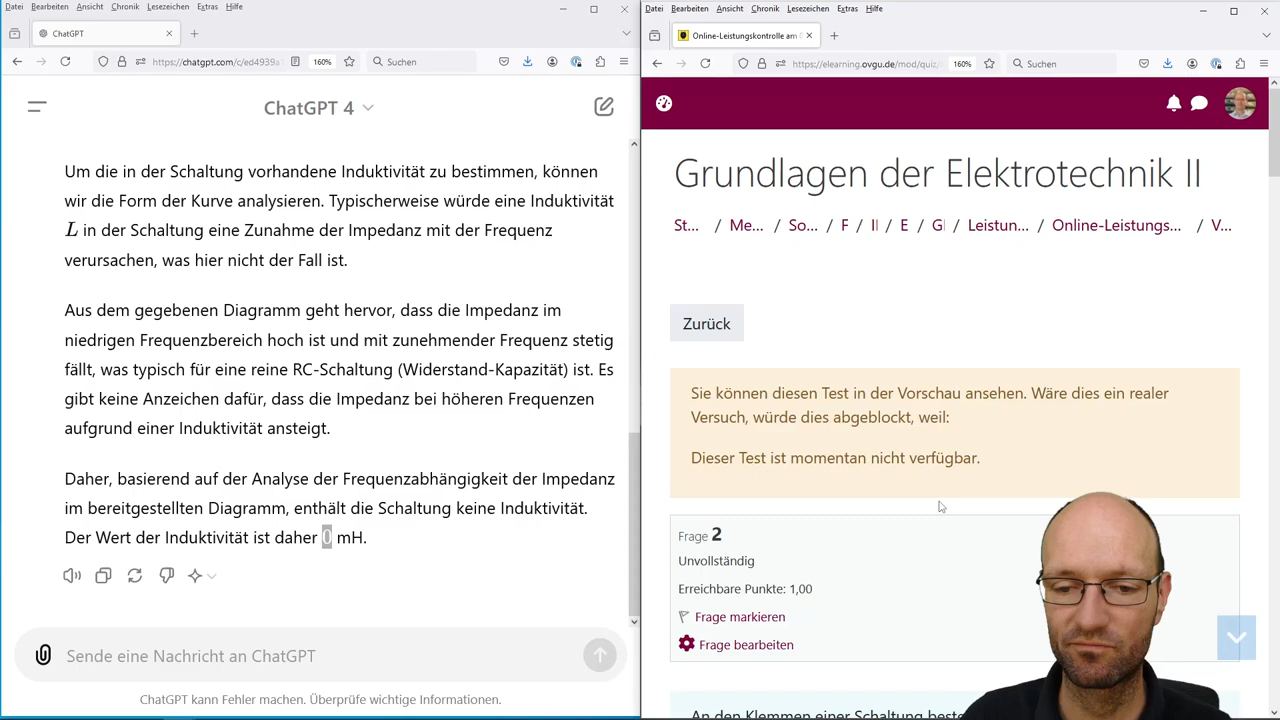 Datei Bearbeiten Ansicht Chronik Lesezeichen Extras Hilfe
ChatGPT
https://chatgpt.com/c/ed4939a
160%
Suchen
ChatGPT 4
Um die in der Schaltung vorhandene Induktivität zu bestimmen, können
wir die Form der Kurve analysieren. Typischerweise würde eine Induktivität
L in der Schaltung eine Zunahme der Impedanz mit der Frequenz
verursachen, was hier nicht der Fall ist.
Aus dem gegebenen Diagramm geht hervor, dass die Impedanz im
niedrigen Frequenzbereich hoch ist und mit zunehmender Frequenz stetig
fällt, was typisch für eine reine RC-Schaltung (Widerstand-Kapazität) ist. Es
gibt keine Anzeichen dafür, dass die Impedanz bei höheren Frequenzen
aufgrund einer Induktivität ansteigt.
Daher, basierend auf der Analyse der Frequenzabhängigkeit der Impedanz
im bereitgestellten Diagramm, enthält die Schaltung keine Induktivität.
Der Wert der Induktivität ist daher 0 mH.
Sende eine Nachricht an ChatGPT
ChatGPT kann Fehler machen. Überprüfe wichtige Informationen.
Datei Bearbeiten Ansicht Chronik Lesezeichen Extras Hilfe
Online-Leistungskontrolle am
https://elearning.ovgu.de/mod/quiz/
160%
Suchen
Grundlagen der Elektrotechnik II
St... / Me... / So... / F / II / E / Gl / Leistun... / Online-Leistungs... / V...
Zurück
Sie können diesen Test in der Vorschau ansehen. Wäre dies ein realer
Versuch, würde dies abgeblockt, weil:
Dieser Test ist momentan nicht verfügbar.
Frage 2
Unvollständig
Erreichbare Punkte: 1,00
Frage markieren
Frage bearbeiten
An den Klemmen einer Schaltung